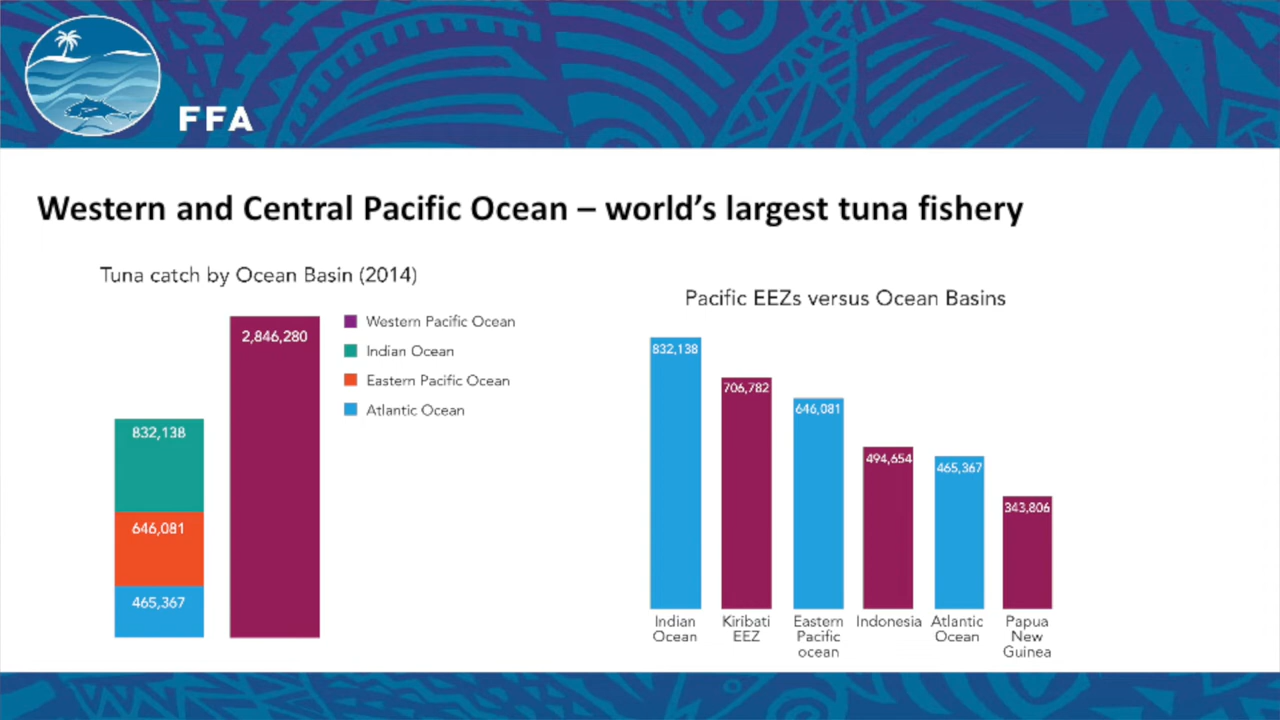 FFA
Western and Central Pacific Ocean – world's largest tuna fishery
Tuna catch by Ocean Basin (2014)
2,846,280
832,138
646,081
465,367
Western Pacific Ocean
Indian Ocean
Eastern Pacific Ocean
Atlantic Ocean
Pacific EEZs versus Ocean Basins
832,138
706,782
646,081
494,654
465,367
343,806
Indian
Ocean
Kiribati
EEZ
Eastern
Pacific
ocean
Indonesia
Atlantic
Ocean
Papua
New
Guinea